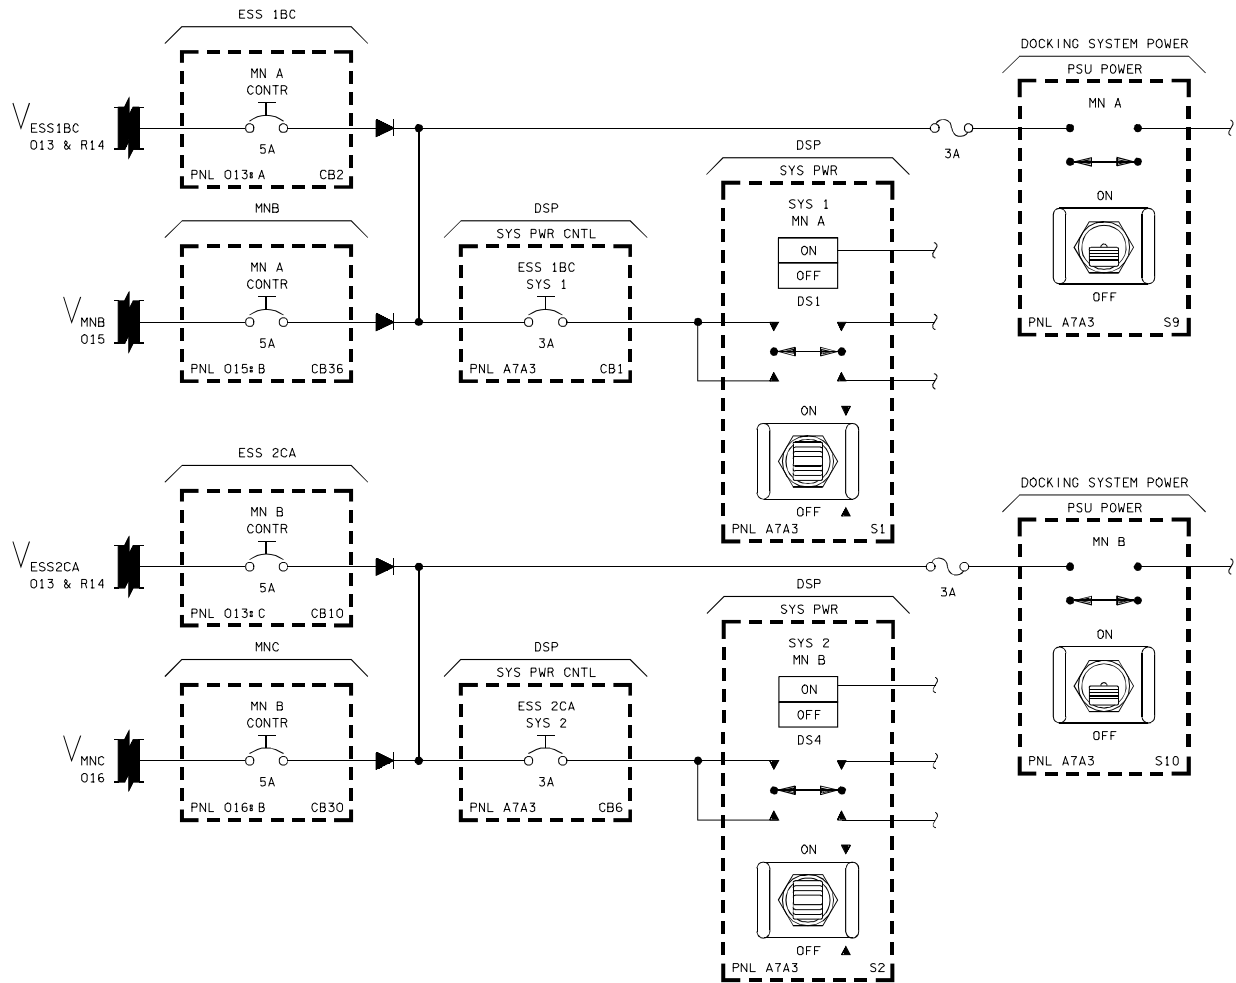 ESS 1BC
MN A
CONTR
5A
PNL O13:A CB2
ESS1BC
O13 & R14
MNB
MN A
CONTR
5A
PNL O15:B CB36
MNB
O15
DSP
SYS PWR CNTL
ESS 1BC
SYS 1
3A
PNL A7A3 CB1
DSP
SYS PWR
SYS 1
MN A
ON
OFF
DS1
ON
OFF
PNL A7A3 S1
3A
DOCKING SYSTEM POWER
PSU POWER
MN A
ON
OFF
PNL A7A3 S9
ESS 2CA
MN B
CONTR
5A
PNL O13:C CB10
ESS2CA
O13 & R14
MNC
MN B
CONTR
5A
PNL O16:B CB30
MNC
O16
DSP
SYS PWR CNTL
ESS 2CA
SYS 2
3A
PNL A7A3 CB6
DSP
SYS PWR
SYS 2
MN B
ON
OFF
DS4
ON
OFF
PNL A7A3 S2
3A
DOCKING SYSTEM POWER
PSU POWER
MN B
ON
OFF
PNL A7A3 S10